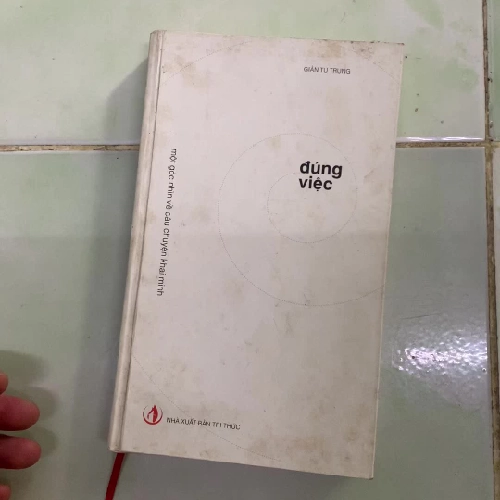 GIẢN TƯ TRUNG
đúng
việc
một góc nhìn về câu chuyện khai minh
NHÀ XUẤT BẢN TRI THỨC